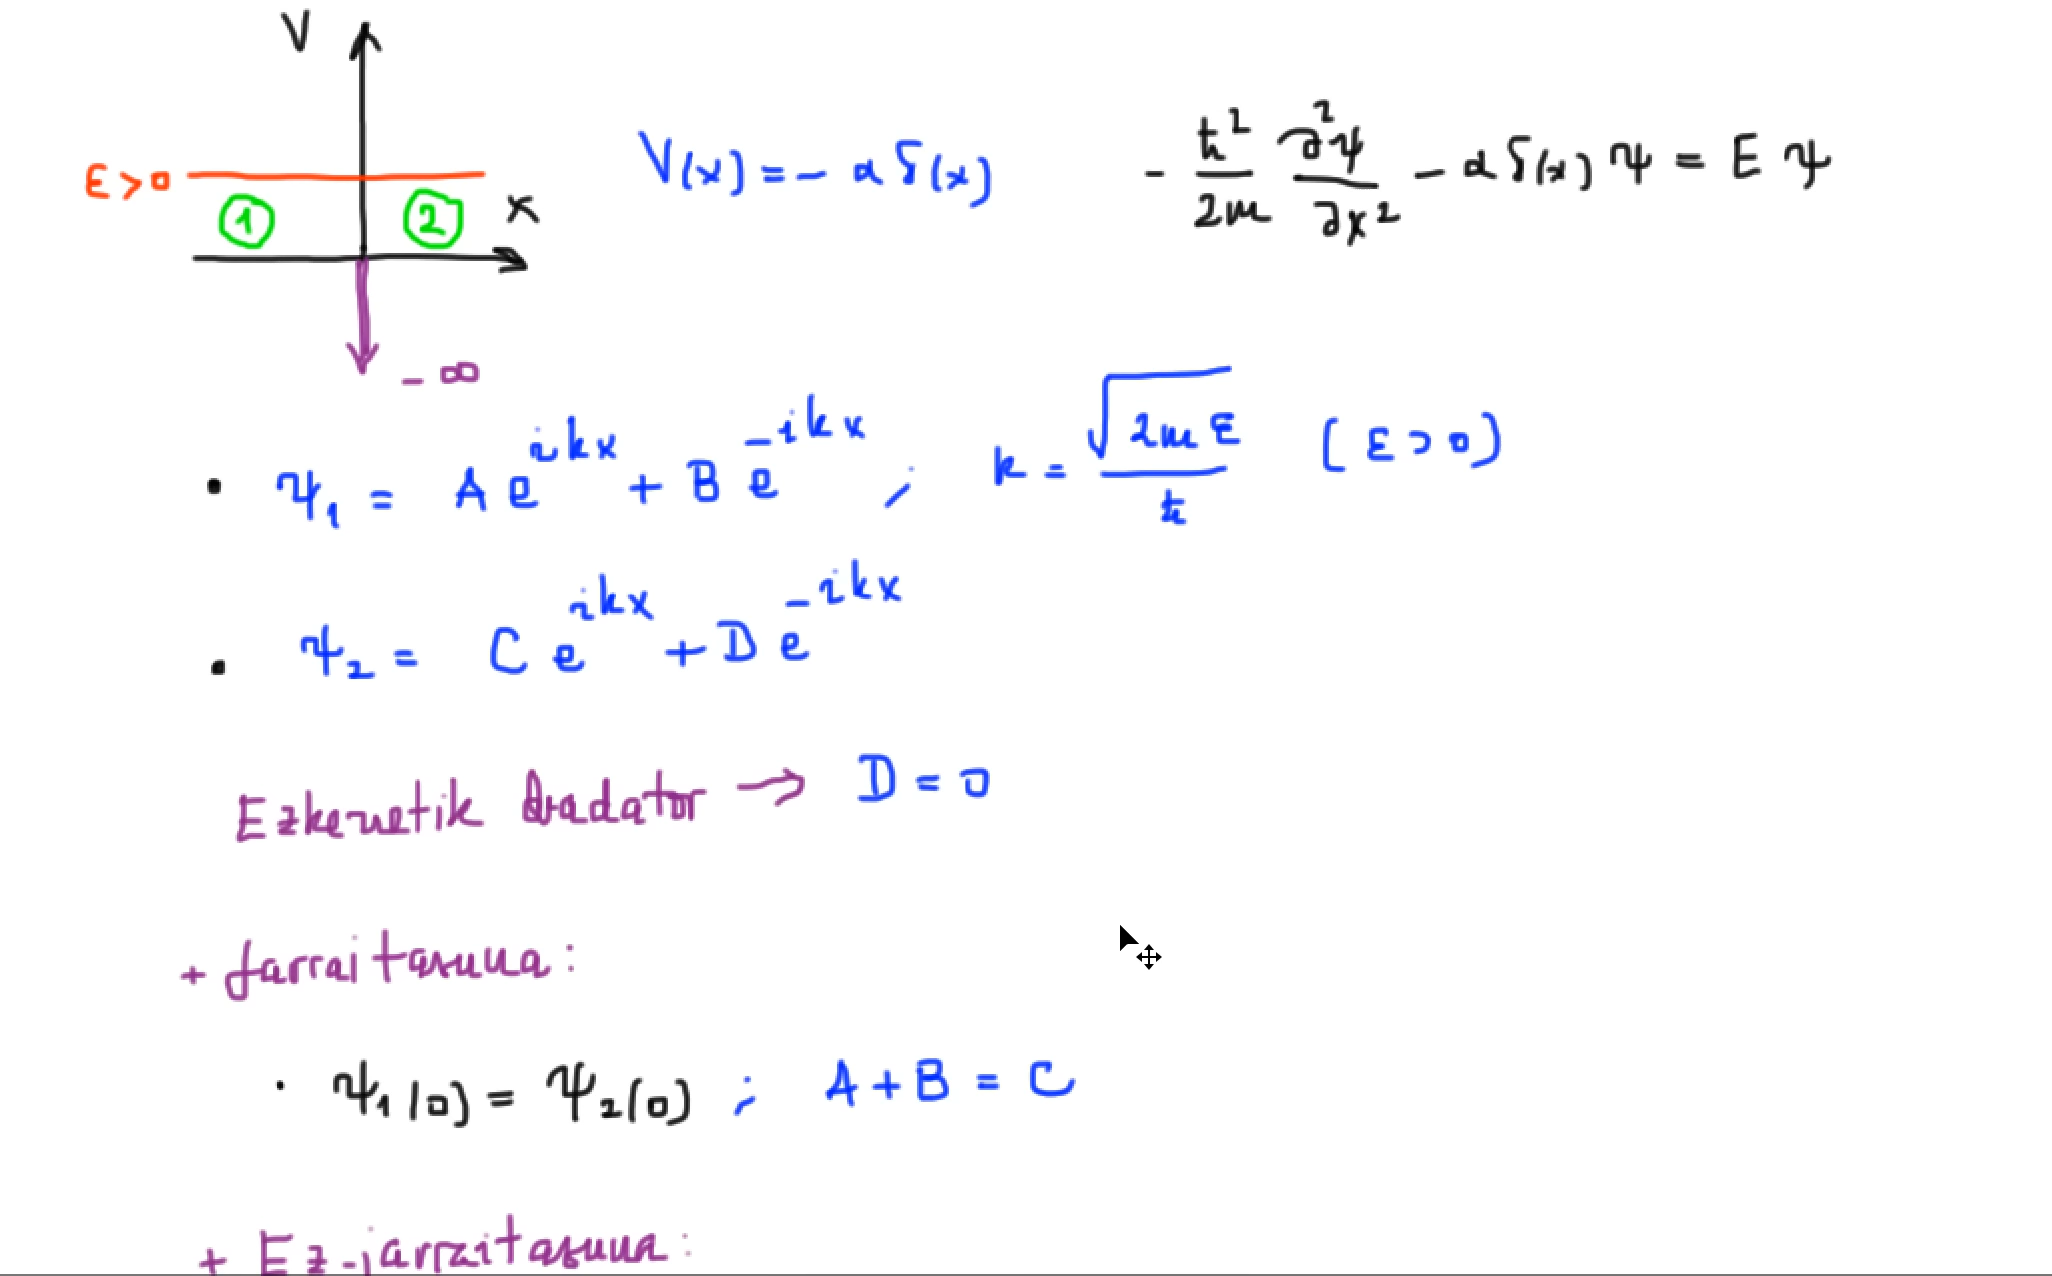 V
E>0
① ② x
-∞
V(x) = - α δ(x)
- ħ²/2m ∂²ψ/∂x² - α δ(x) ψ = E ψ
• ψ₁ = A e^{ikx} + B e^{-ikx} ; k = √(2mE)/ħ (E>0)
• ψ₂ = C e^{ikx} + D e^{-ikx}
Ezkerretik badator → D = 0
+ Jarraitasuna:
· ψ₁(0) = ψ₂(0) ; A + B = C
+ Ez-jarraitasuna: